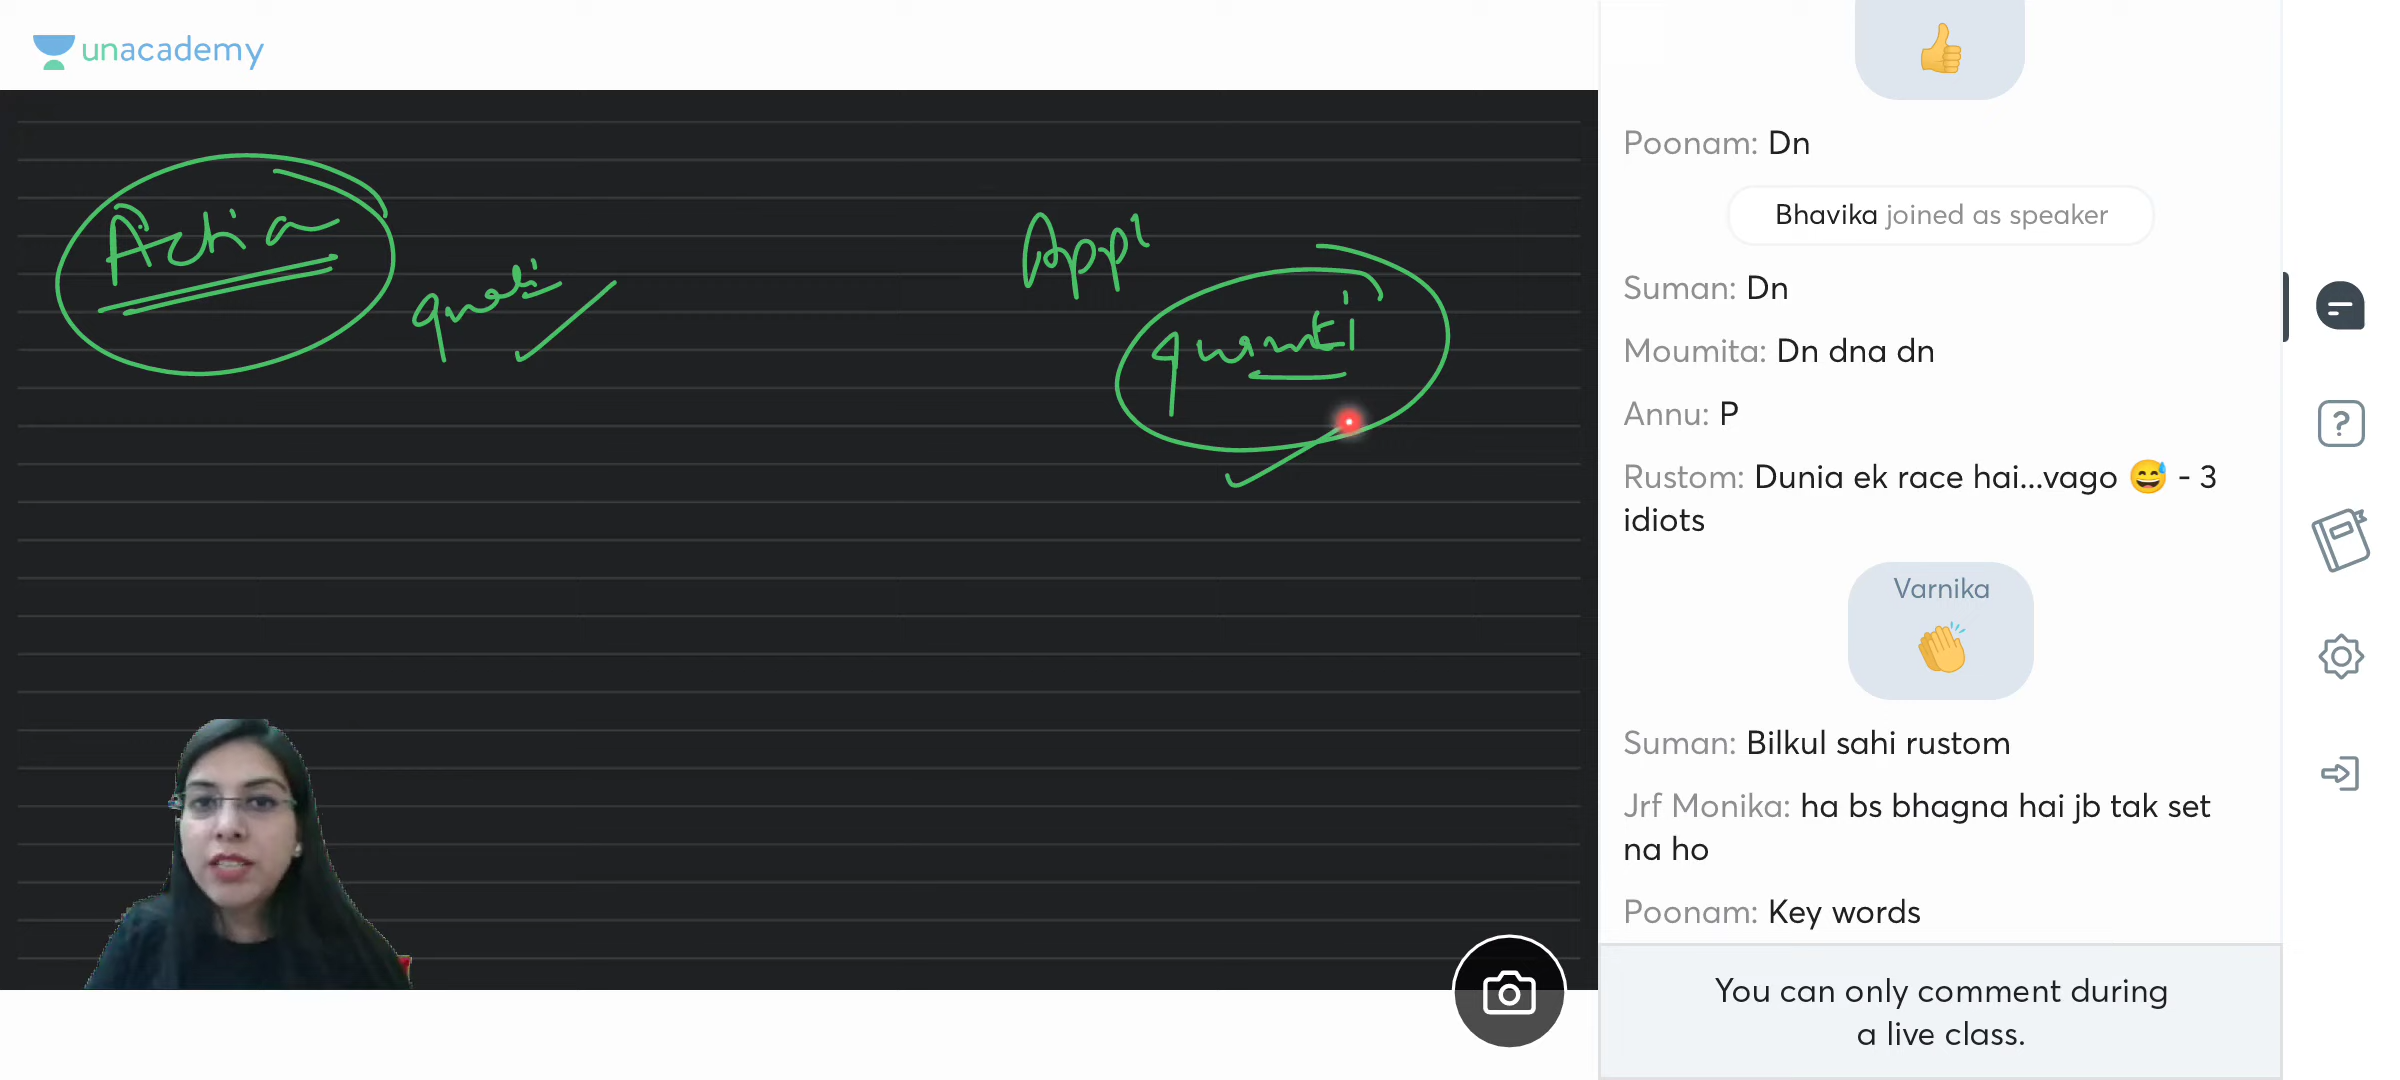 unacademy
Action
quali
Appl
quanti
Poonam: Dn
Bhavika joined as speaker
Suman: Dn
Moumita: Dn dna dn
Annu: P
Rustom: Dunia ek race hai...vago 😅 - 3
idiots
Varnika
Suman: Bilkul sahi rustom
Jrf Monika: ha bs bhagna hai jb tak set
na ho
Poonam: Key words
You can only comment during
a live class.